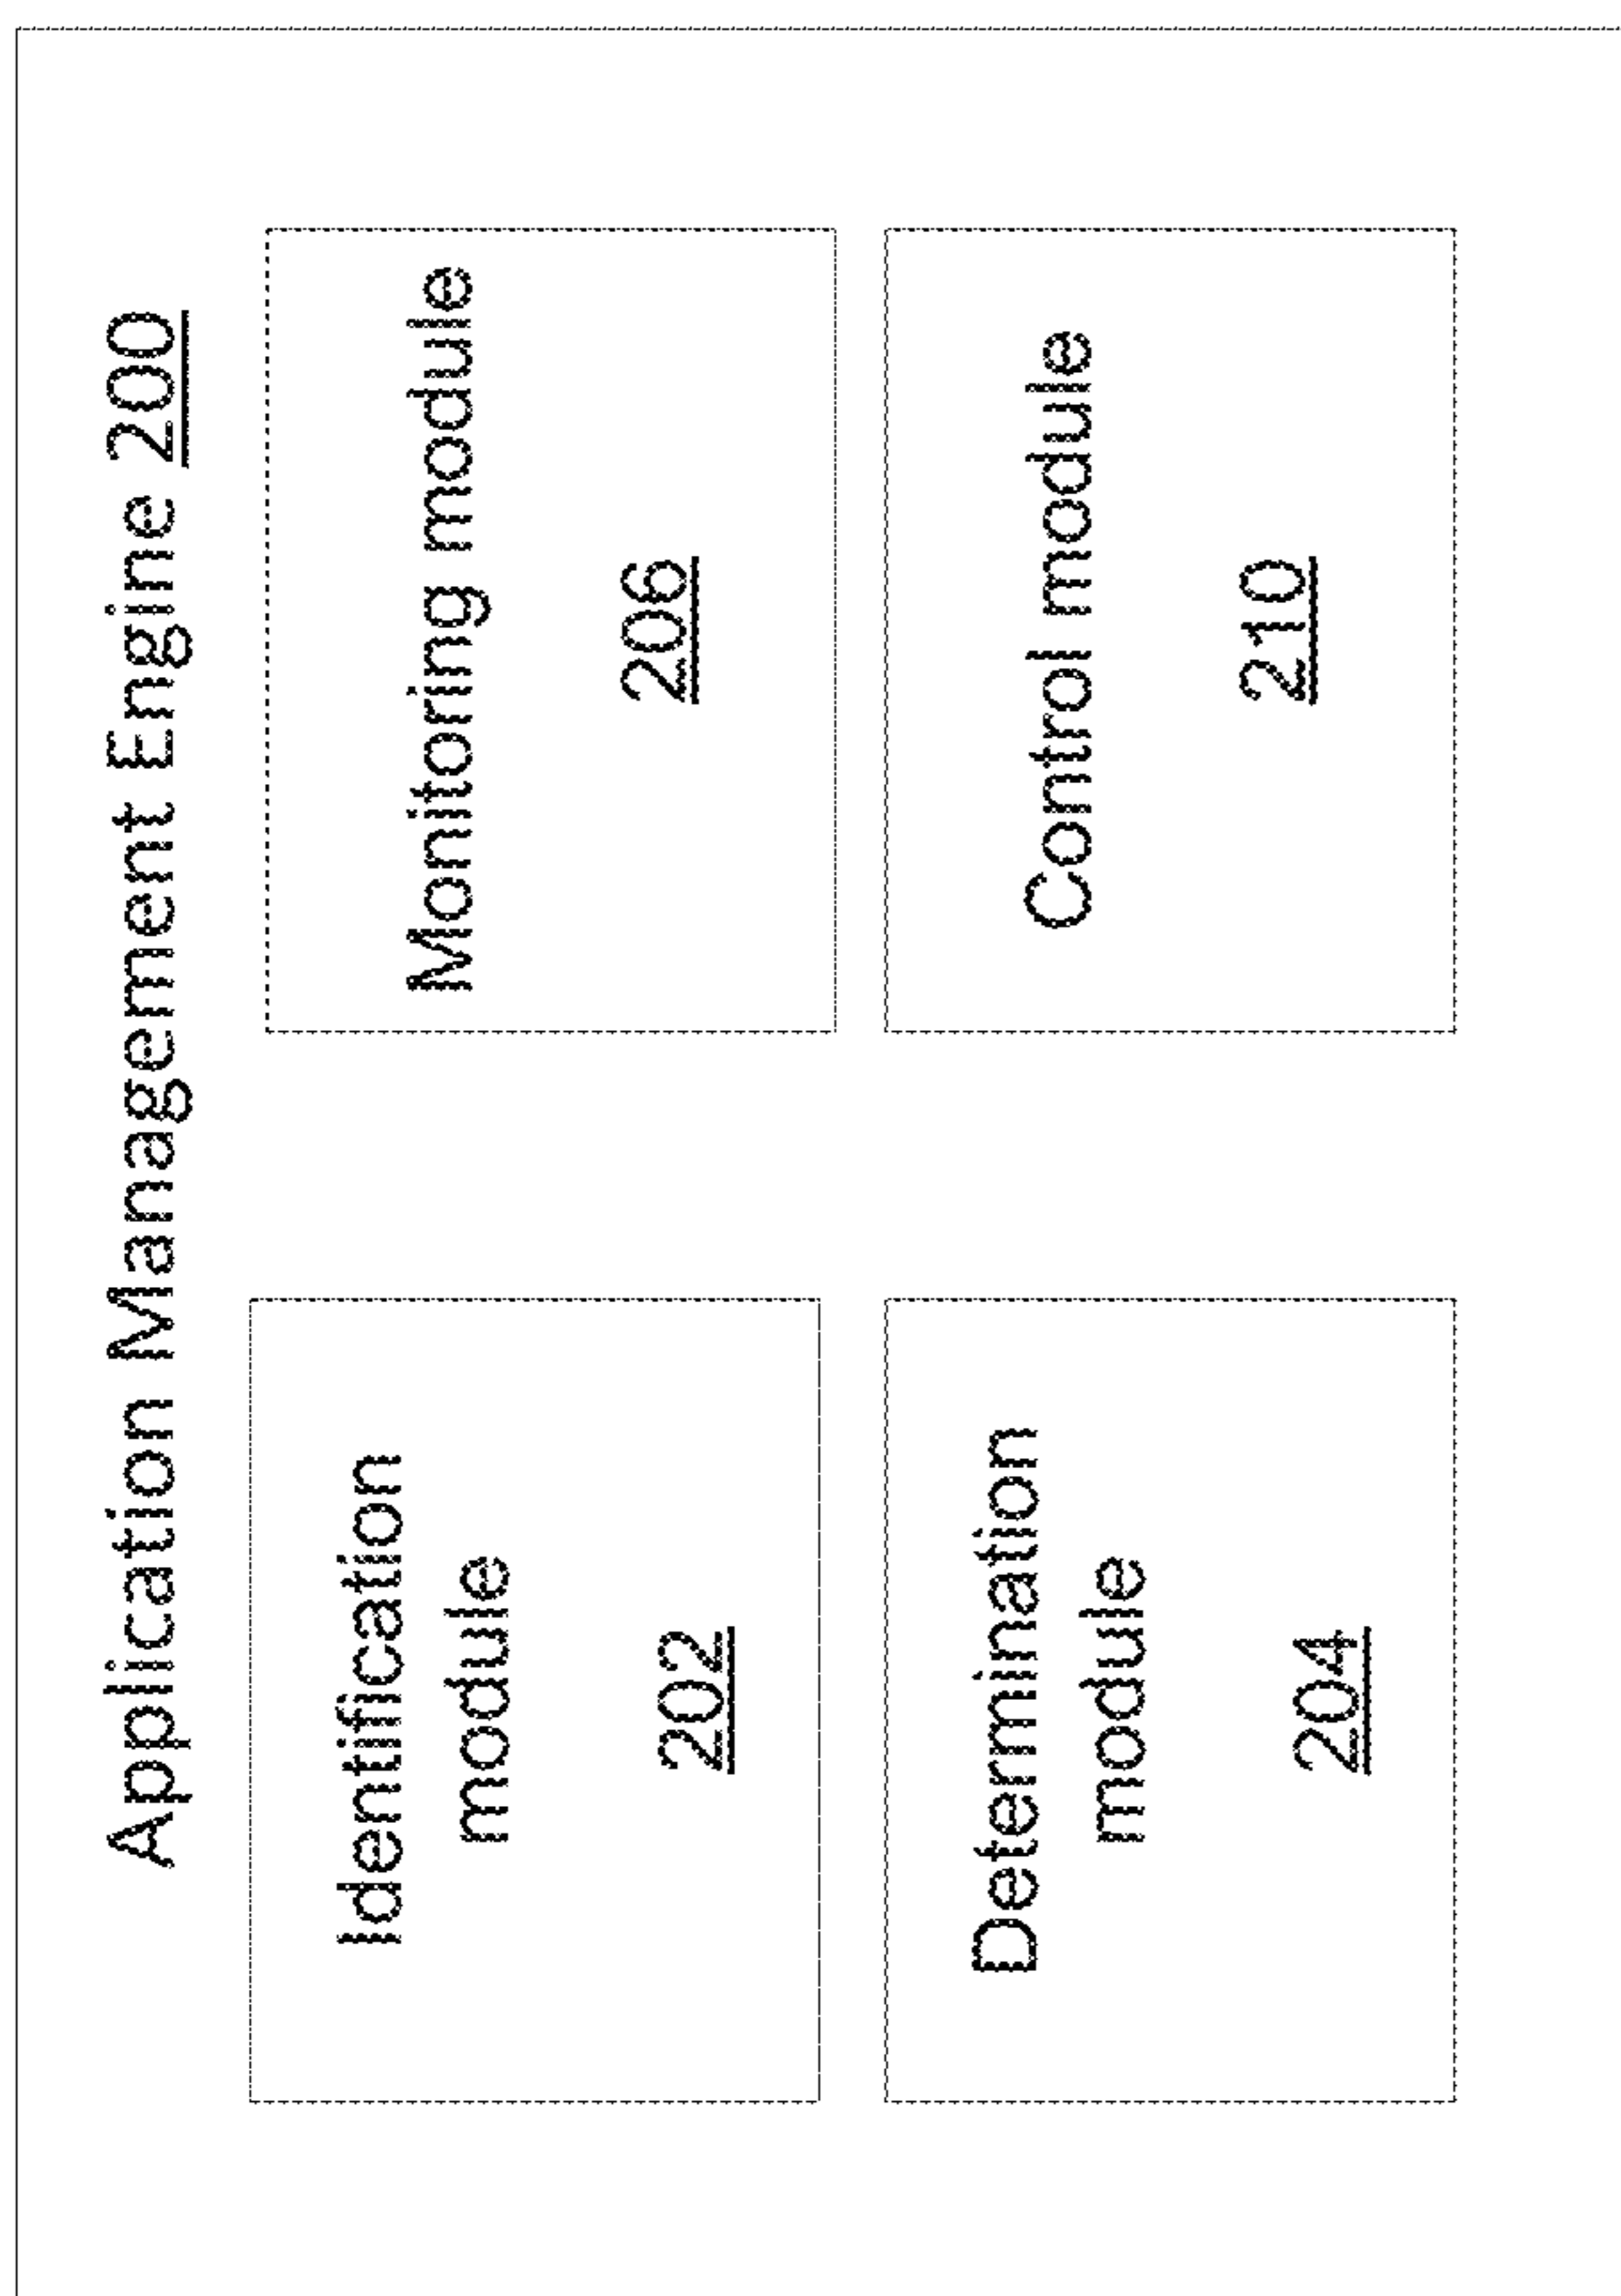 Application Management Engine 200
Identification
module
202
Monitoring module
206
Determination
module
204
Control module
210